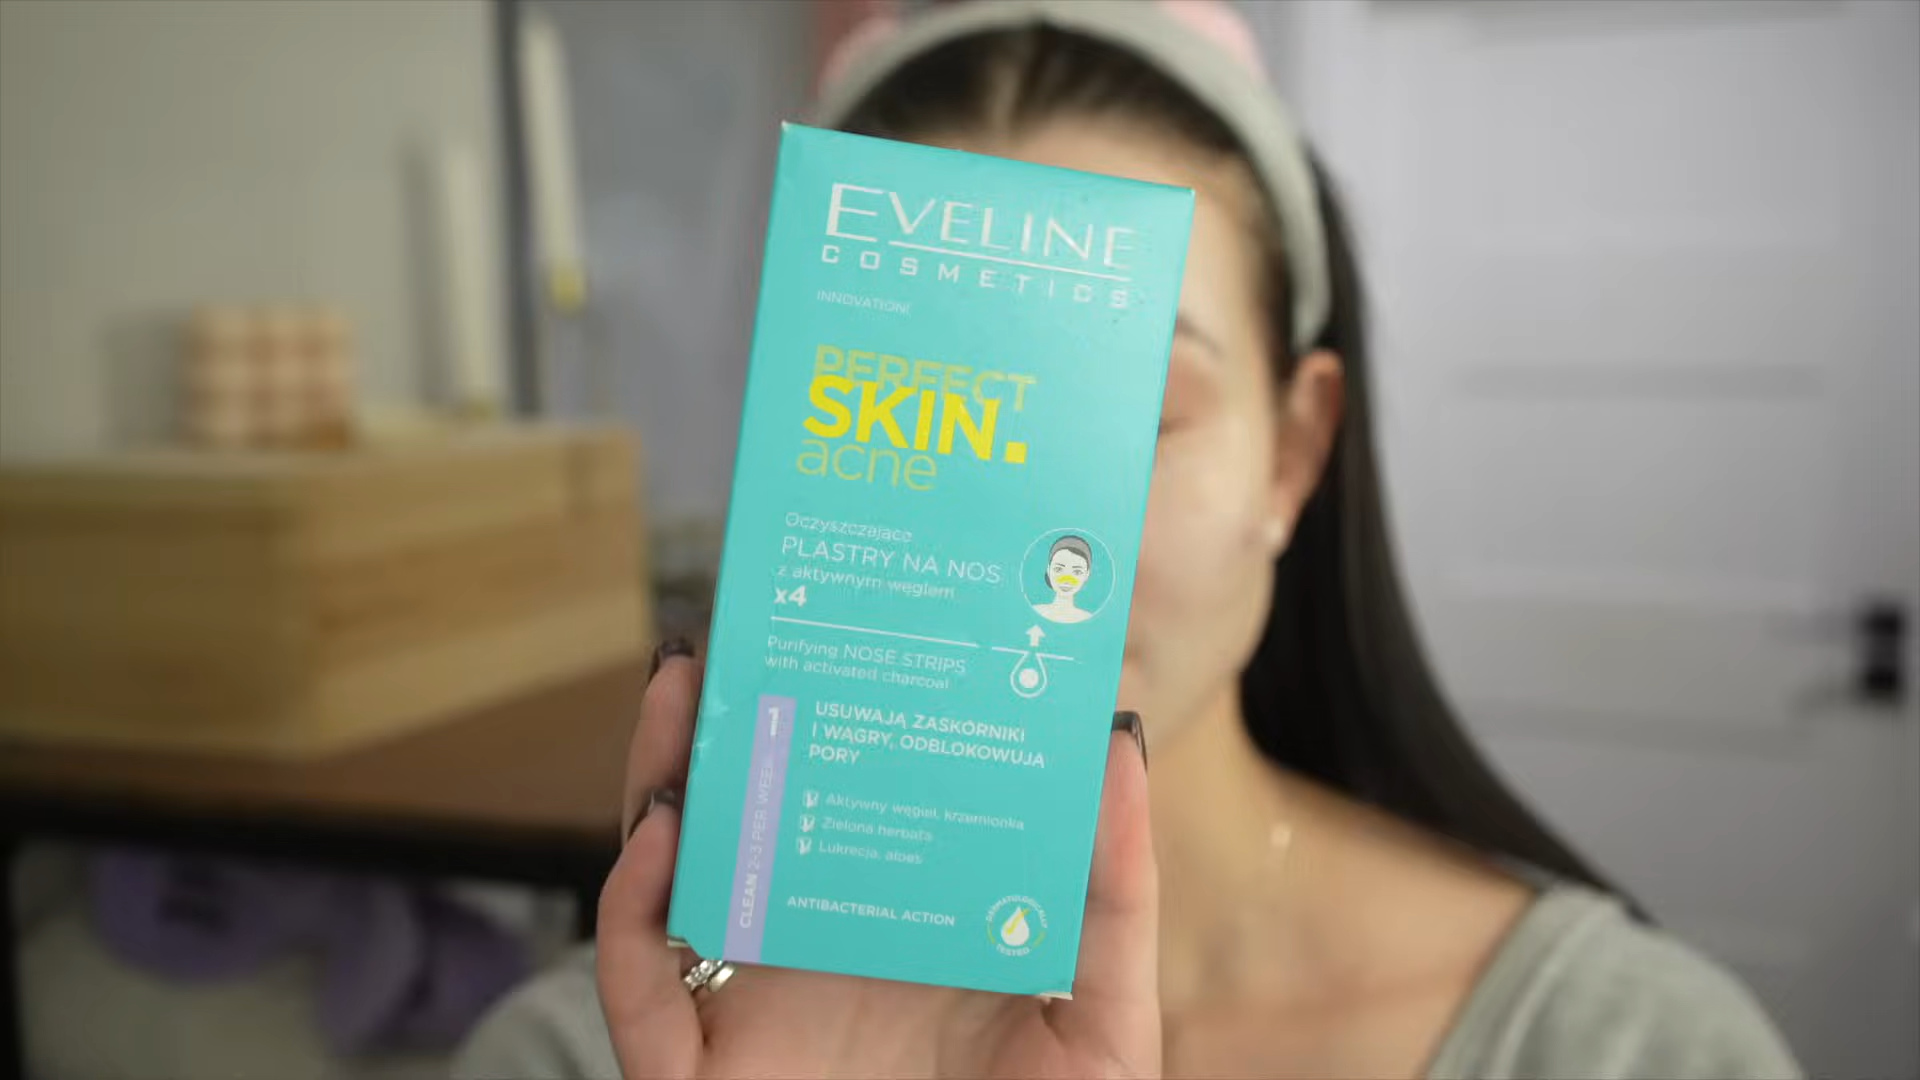 EVELINE
COSMETICS
INNOVATION!
PERFECT
SKIN.
acne
Oczyszczające
PLASTRY NA NOS
z aktywnym węglem
x4
Purifying NOSE STRIPS
with activated charcoal
1
CLEAN 2-3 PER WEEK
USUWAJĄ ZASKÓRNIKI
I WĄGRY, ODBLOKOWUJĄ
PORY
Aktywny węgiel, krzemionka
Zielona herbata
Lukrecja, aloes
ANTIBACTERIAL ACTION
DERMATOLOGICALLY
TESTED